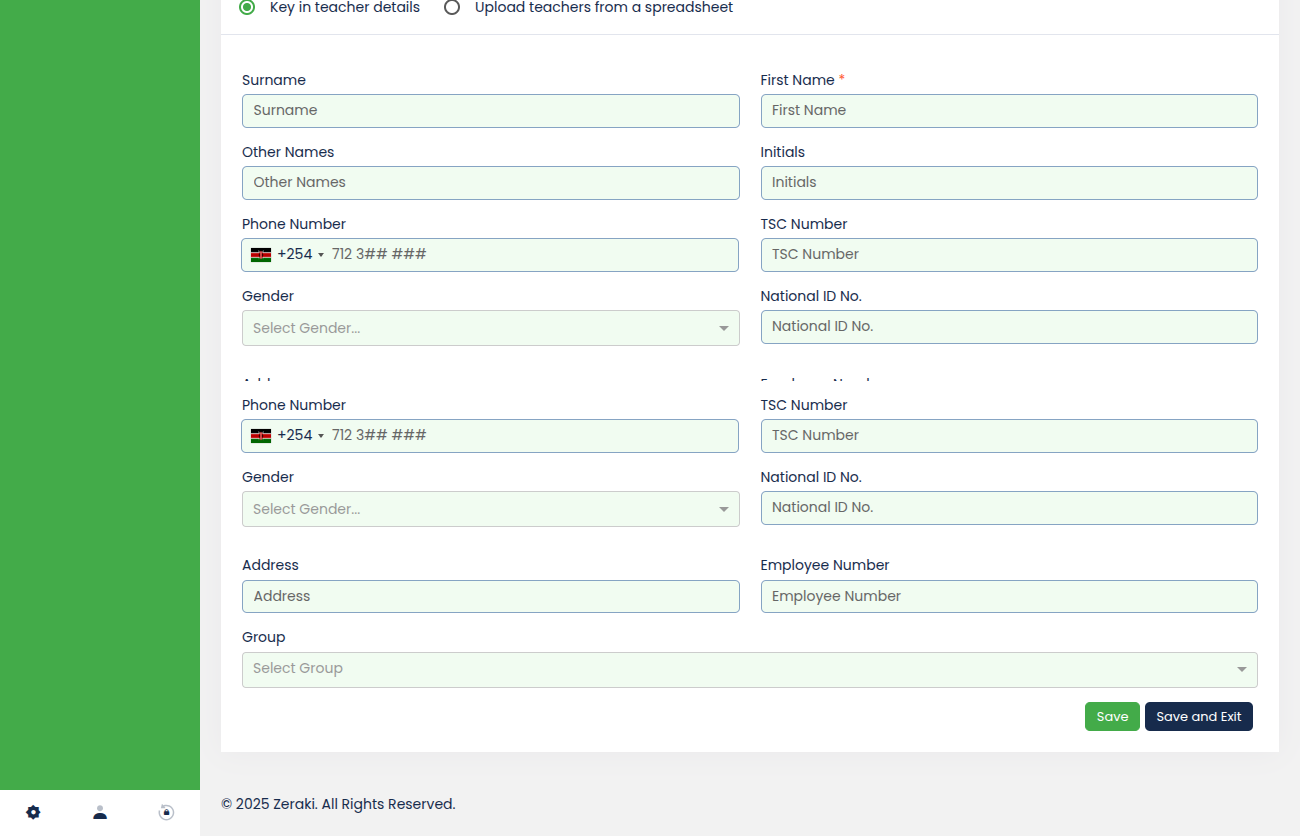 Key in teacher details Upload teachers from a spreadsheet
Surname First Name *
Surname First Name
Other Names Initials
Other Names Initials
Phone Number TSC Number
+254 712 3## ### TSC Number
Gender National ID No.
Select Gender... National ID No.
Phone Number TSC Number
+254 712 3## ### TSC Number
Gender National ID No.
Select Gender... National ID No.
Address Employee Number
Address Employee Number
Group
Select Group
Save Save and Exit
© 2025 Zeraki. All Rights Reserved.